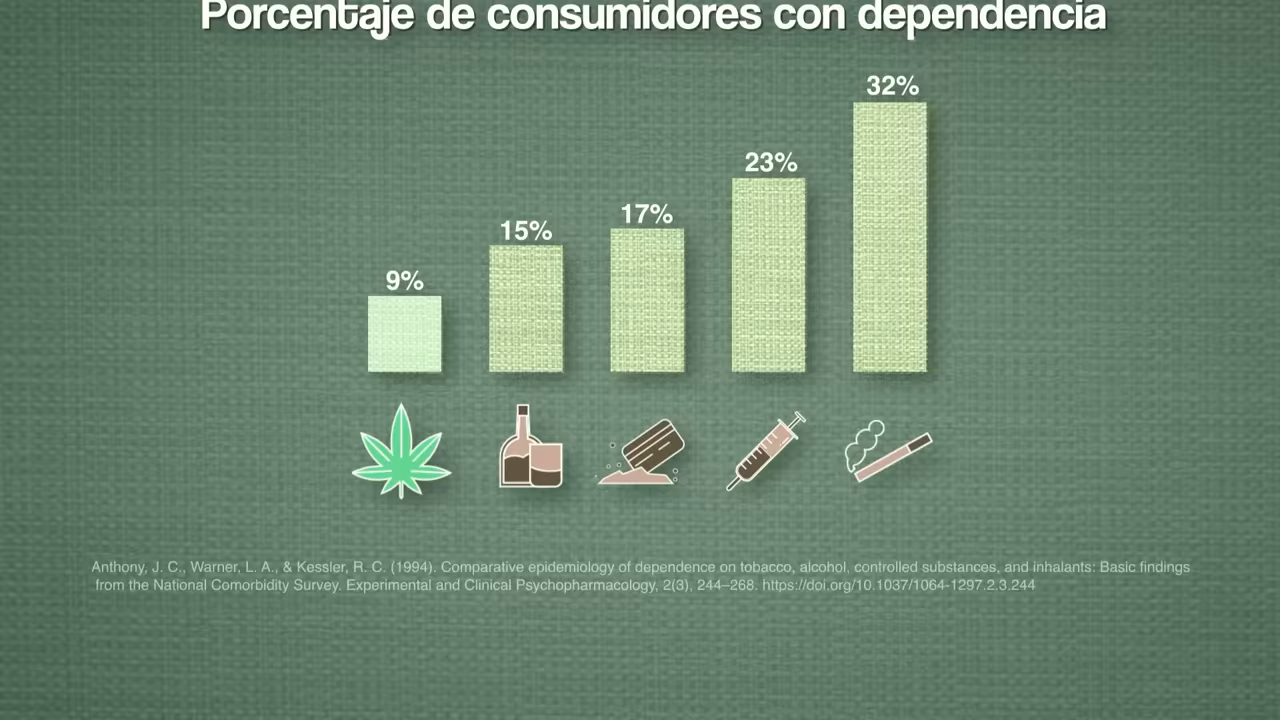 Porcentaje de consumidores con dependencia
32%
23%
17%
15%
9%
Anthony, J. C., Warner, L. A., & Kessler, R. C. (1994). Comparative epidemiology of dependence on tobacco, alcohol, controlled substances, and inhalants: Basic findings
from the National Comorbidity Survey. Experimental and Clinical Psychopharmacology, 2(3), 244–268. https://doi.org/10.1037/1064-1297.2.3.244